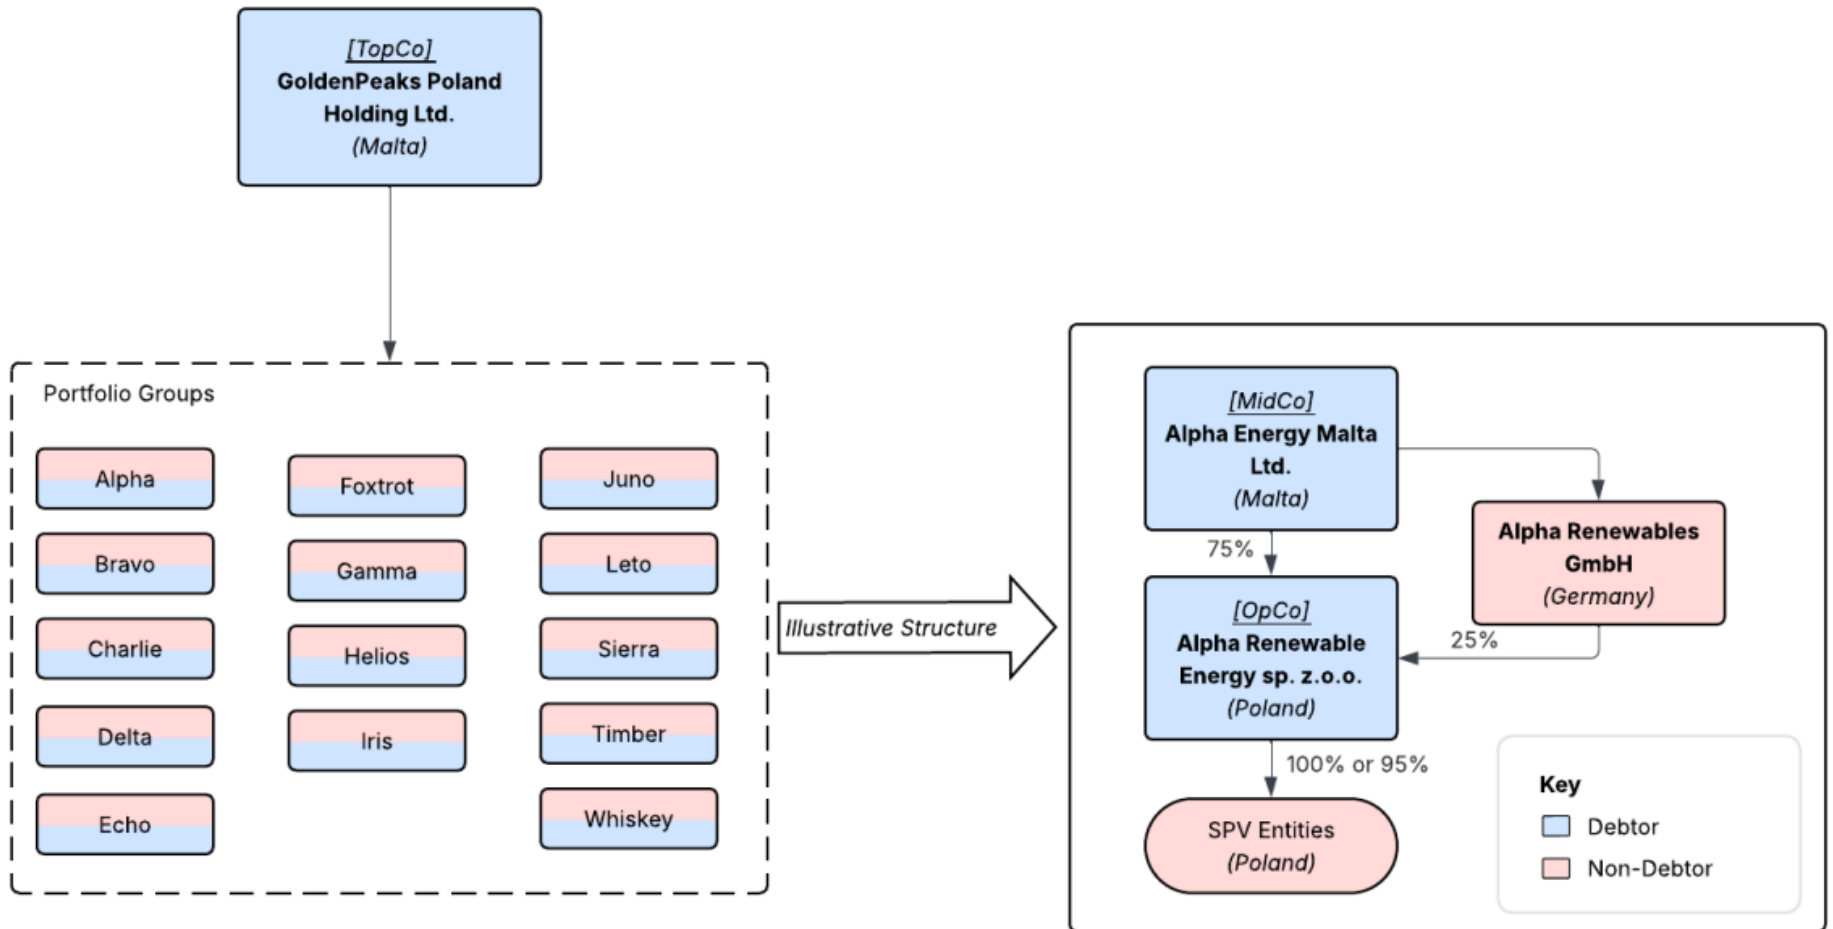 [TopCo]
GoldenPeaks Poland
Holding Ltd.
(Malta)
Portfolio Groups
Alpha
Bravo
Charlie
Delta
Echo
Foxtrot
Gamma
Helios
Iris
Juno
Leto
Sierra
Timber
Whiskey
Illustrative Structure
[MidCo]
Alpha Energy Malta
Ltd.
(Malta)
75%
Alpha Renewables
GmbH
(Germany)
25%
[OpCo]
Alpha Renewable
Energy sp. z.o.o.
(Poland)
100% or 95%
SPV Entities
(Poland)
Key
Debtor
Non-Debtor